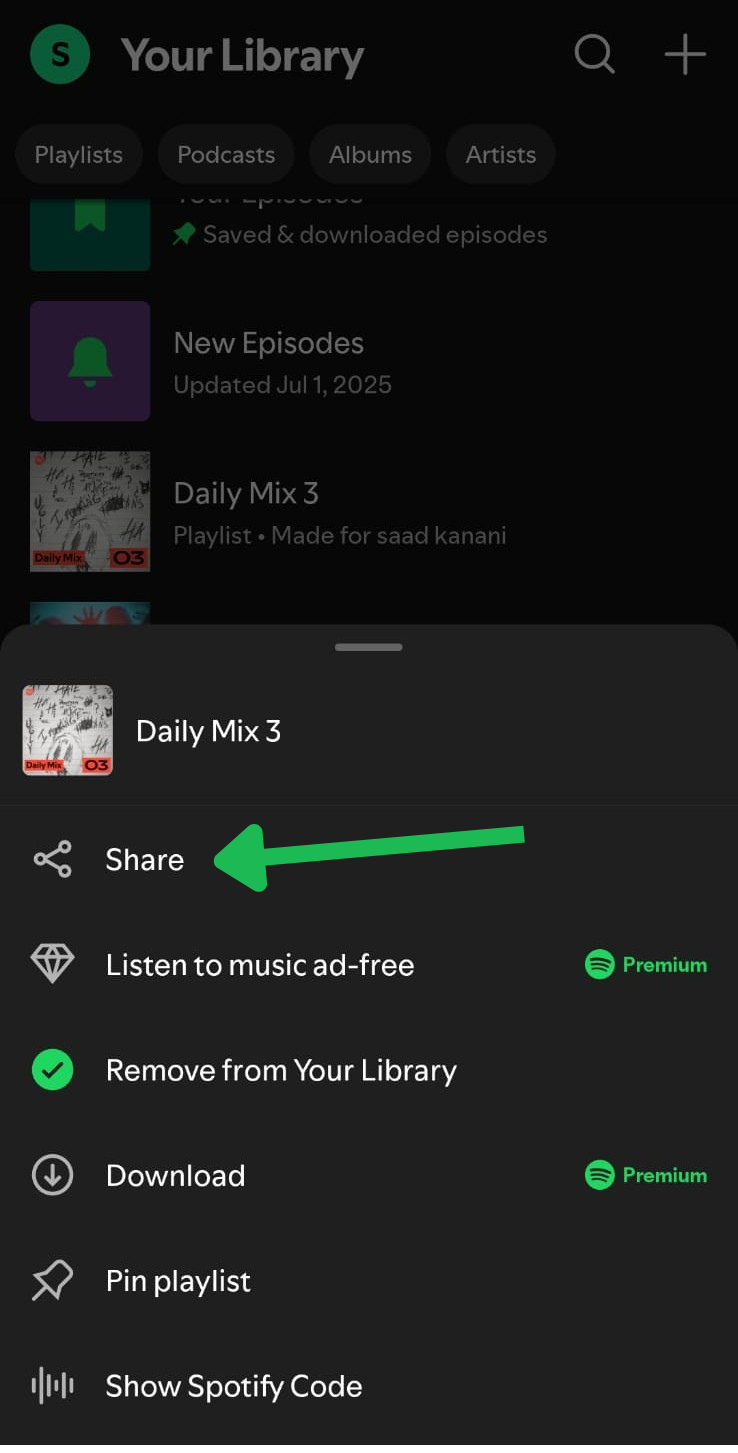 S
Your Library
Playlists
Podcasts
Albums
Artists
Your Episodes
Saved & downloaded episodes
New Episodes
Updated Jul 1, 2025
Daily Mix
03
Daily Mix 3
Playlist • Made for saad kanani
Daily Mix
03
Daily Mix 3
Share
Listen to music ad-free
Premium
Remove from Your Library
Download
Premium
Pin playlist
Show Spotify Code